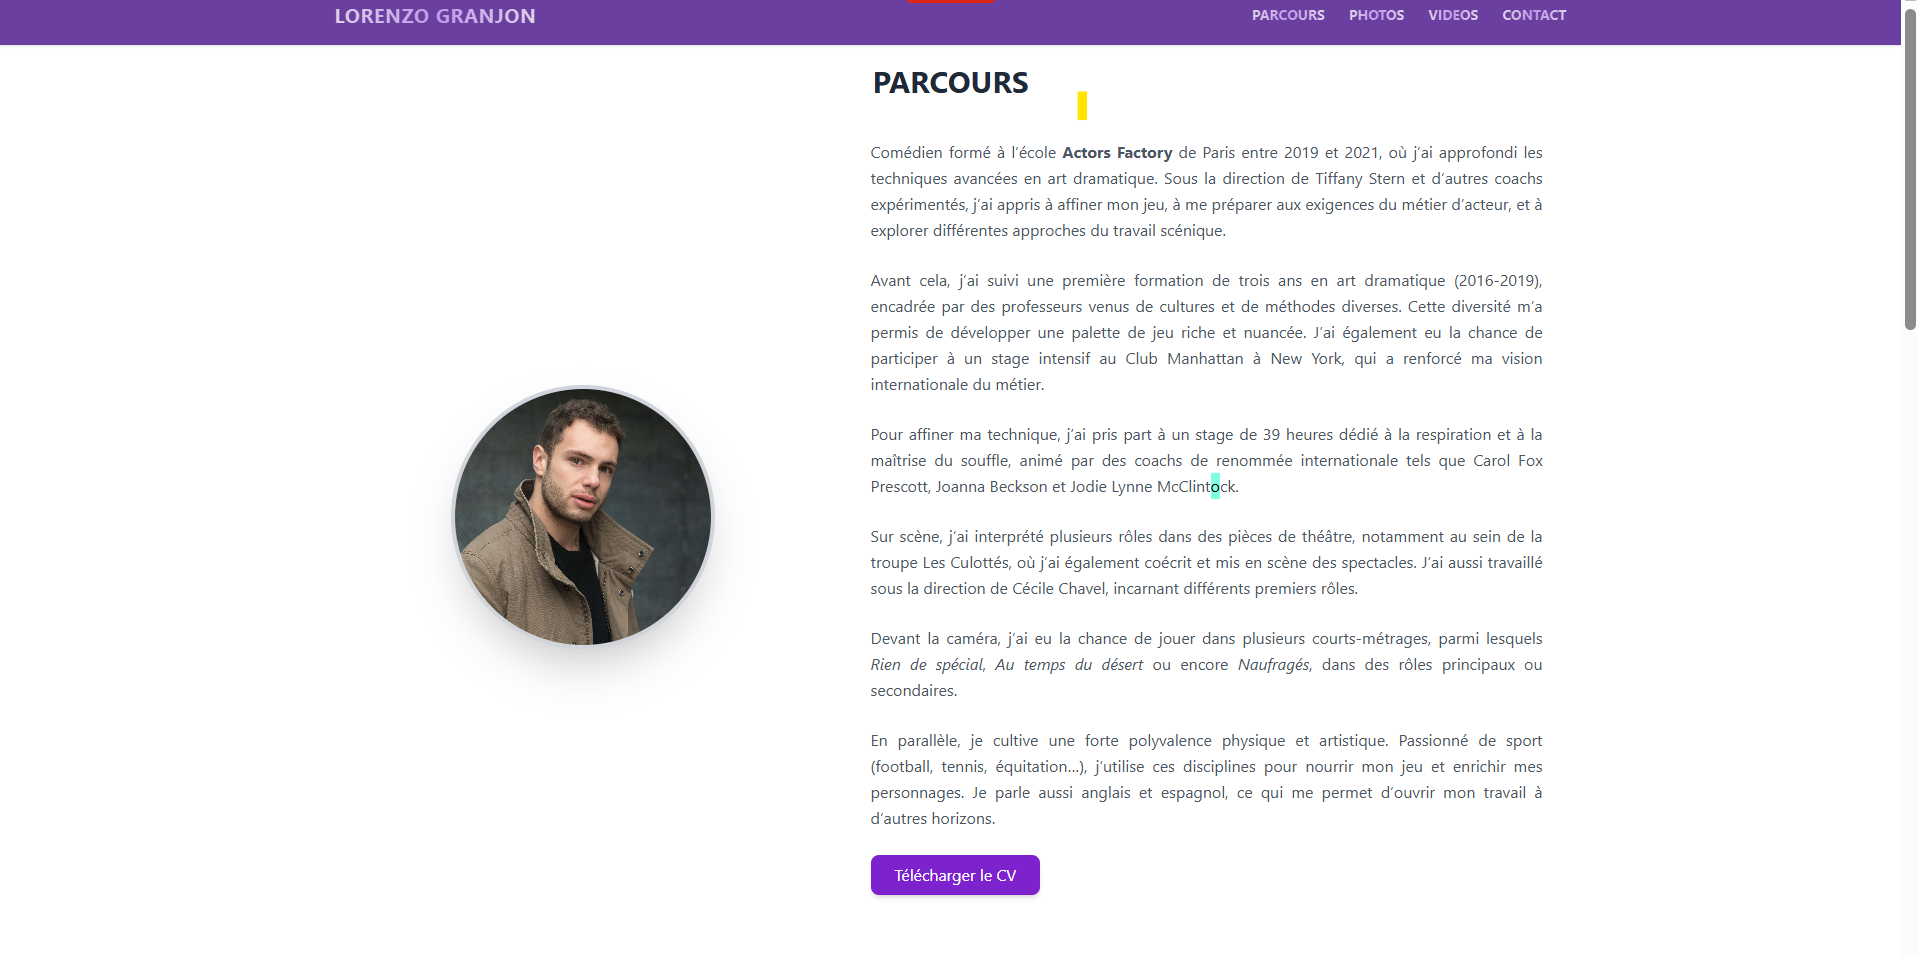 LORENZO GRANJON
PARCOURS PHOTOS VIDEOS CONTACT
PARCOURS
Comédien formé à l’école Actors Factory de Paris entre 2019 et 2021, où j’ai approfondi les
techniques avancées en art dramatique. Sous la direction de Tiffany Stern et d’autres coachs
expérimentés, j’ai appris à affiner mon jeu, à me préparer aux exigences du métier d’acteur, et à
explorer différentes approches du travail scénique.
Avant cela, j’ai suivi une première formation de trois ans en art dramatique (2016-2019),
encadrée par des professeurs venus de cultures et de méthodes diverses. Cette diversité m’a
permis de développer une palette de jeu riche et nuancée. J’ai également eu la chance de
participer à un stage intensif au Club Manhattan à New York, qui a renforcé ma vision
internationale du métier.
Pour affiner ma technique, j’ai pris part à un stage de 39 heures dédié à la respiration et à la
maîtrise du souffle, animé par des coachs de renommée internationale tels que Carol Fox
Prescott, Joanna Beckson et Jodie Lynne McClintock.
Sur scène, j’ai interprété plusieurs rôles dans des pièces de théâtre, notamment au sein de la
troupe Les Culottés, où j’ai également coécrit et mis en scène des spectacles. J’ai aussi travaillé
sous la direction de Cécile Chavel, incarnant différents premiers rôles.
Devant la caméra, j’ai eu la chance de jouer dans plusieurs courts-métrages, parmi lesquels
Rien de spécial, Au temps du désert ou encore Naufragés, dans des rôles principaux ou
secondaires.
En parallèle, je cultive une forte polyvalence physique et artistique. Passionné de sport
(football, tennis, équitation…), j’utilise ces disciplines pour nourrir mon jeu et enrichir mes
personnages. Je parle aussi anglais et espagnol, ce qui me permet d’ouvrir mon travail à
d’autres horizons.
Télécharger le CV